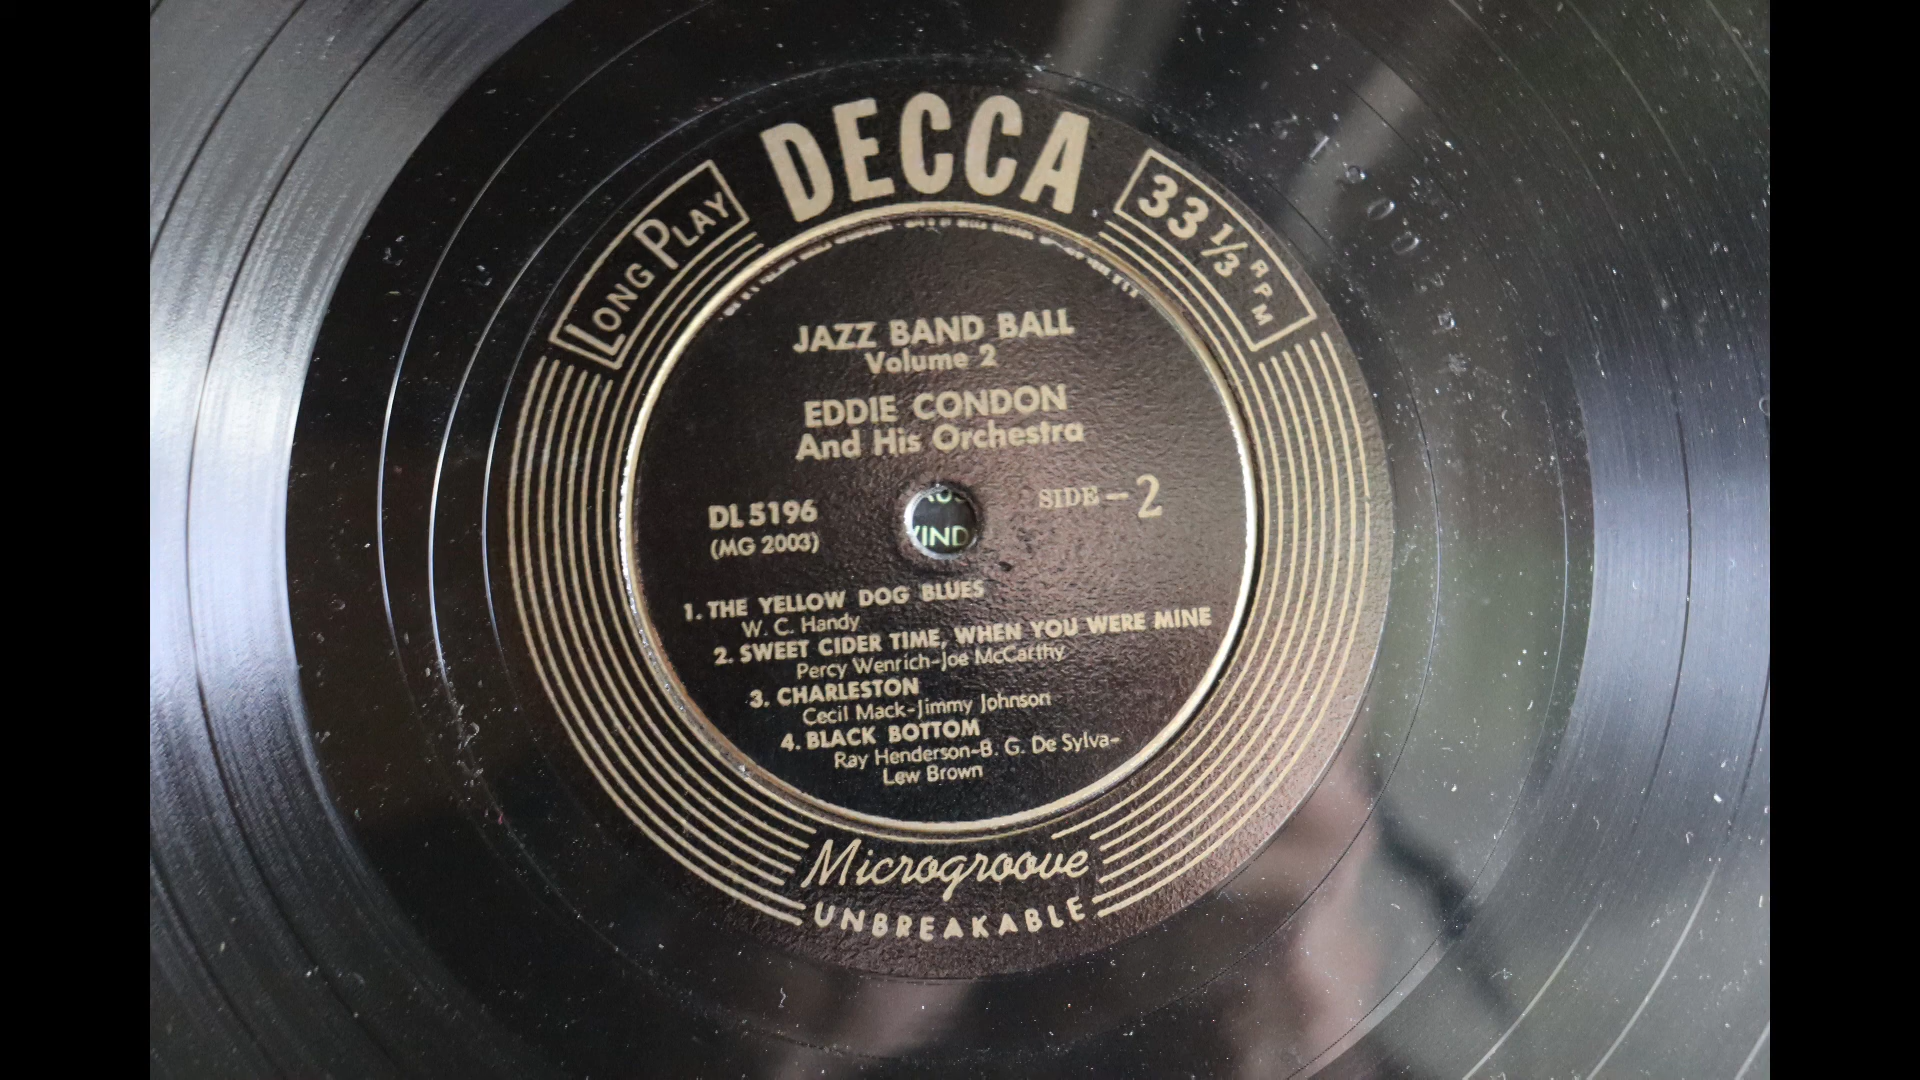 DECCA
LONG PLAY
33 1/3 RPM
JAZZ BAND BALL
Volume 2
EDDIE CONDON
And His Orchestra
DL 5196
SIDE - 2
(MG 2003)
1. THE YELLOW DOG BLUES
W. C. Handy
2. SWEET CIDER TIME, WHEN YOU WERE MINE
Percy Wenrich-Joe McCarthy
3. CHARLESTON
Cecil Mack-Jimmy Johnson
4. BLACK BOTTOM
Ray Henderson-B. G. De Sylva-
Lew Brown
Microgroove
UNBREAKABLE